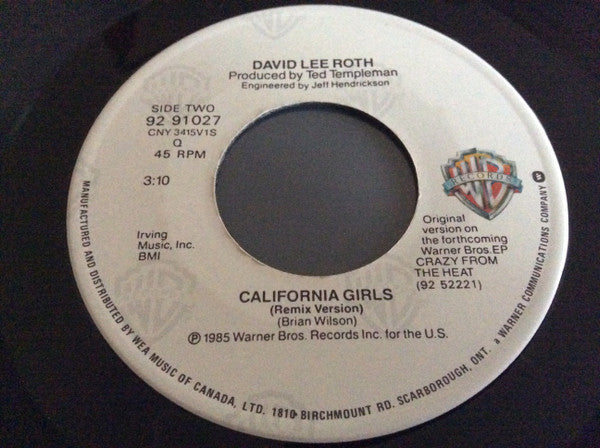 DAVID LEE ROTH
Produced by Ted Templeman
Engineered by Jeff Hendrickson
SIDE TWO
92 91027
CNY 3415V1S
Q
45 RPM
3:10
Irving
Music, Inc.
BMI
WB
RECORDS
Original
version on
the forthcoming
Warner Bros. EP
CRAZY FROM
THE HEAT
(92 52221)
CALIFORNIA GIRLS
(Remix Version)
(Brian Wilson)
℗ 1985 Warner Bros. Records Inc. for the U.S.
MANUFACTURED AND DISTRIBUTED BY WEA MUSIC OF CANADA, LTD. 1810 BIRCHMOUNT RD. SCARBOROUGH, ONT. a WARNER COMMUNICATIONS COMPANY